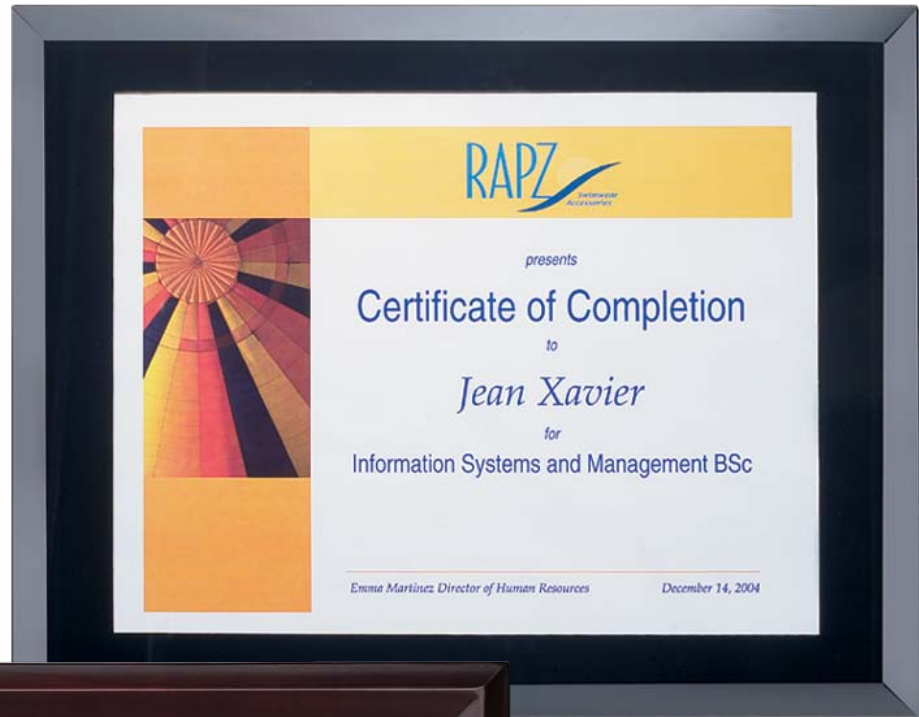 RAPZ
Swimwear
Accessories
presents
Certificate of Completion
to
Jean Xavier
for
Information Systems and Management BSc
Emma Martinez Director of Human Resources December 14, 2004